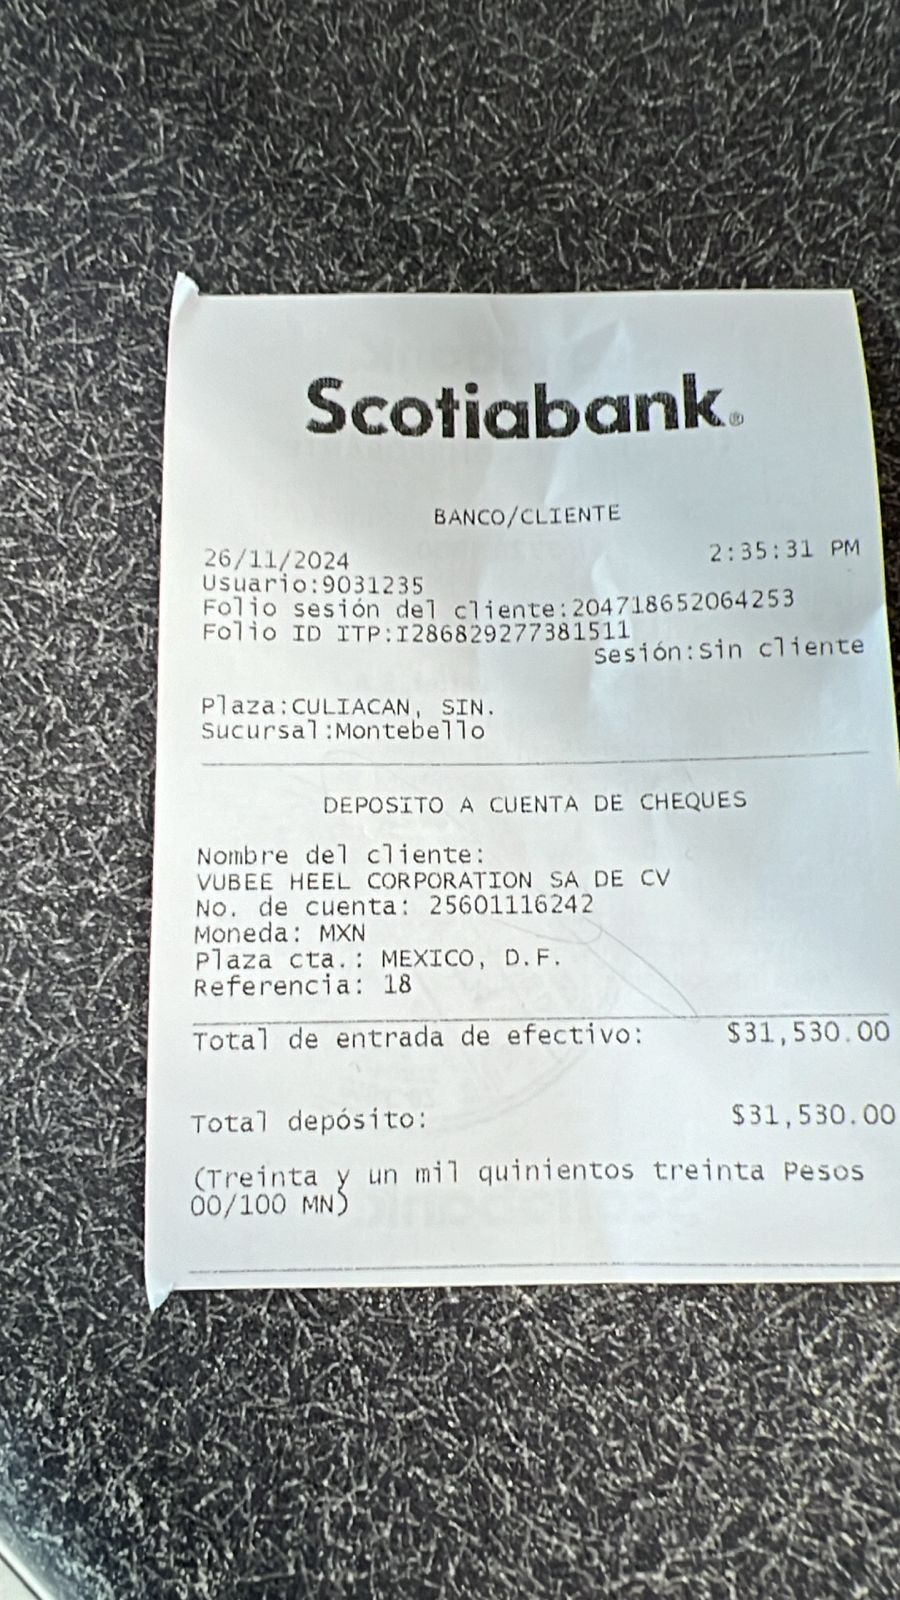 Scotiabank®
BANCO/CLIENTE
26/11/2024 2:35:31 PM
Usuario:9031235
Folio sesión del cliente:204718652064253
Folio ID ITP:I286829277381511
Sesión:Sin cliente
Plaza:CULIACAN, SIN.
Sucursal:Montebello
DEPOSITO A CUENTA DE CHEQUES
Nombre del cliente:
VUBEE HEEL CORPORATION SA DE CV
No. de cuenta: 25601116242
Moneda: MXN
Plaza cta.: MEXICO, D.F.
Referencia: 18
Total de entrada de efectivo: $31,530.00
Total depósito: $31,530.00
(Treinta y un mil quinientos treinta Pesos
00/100 MN)